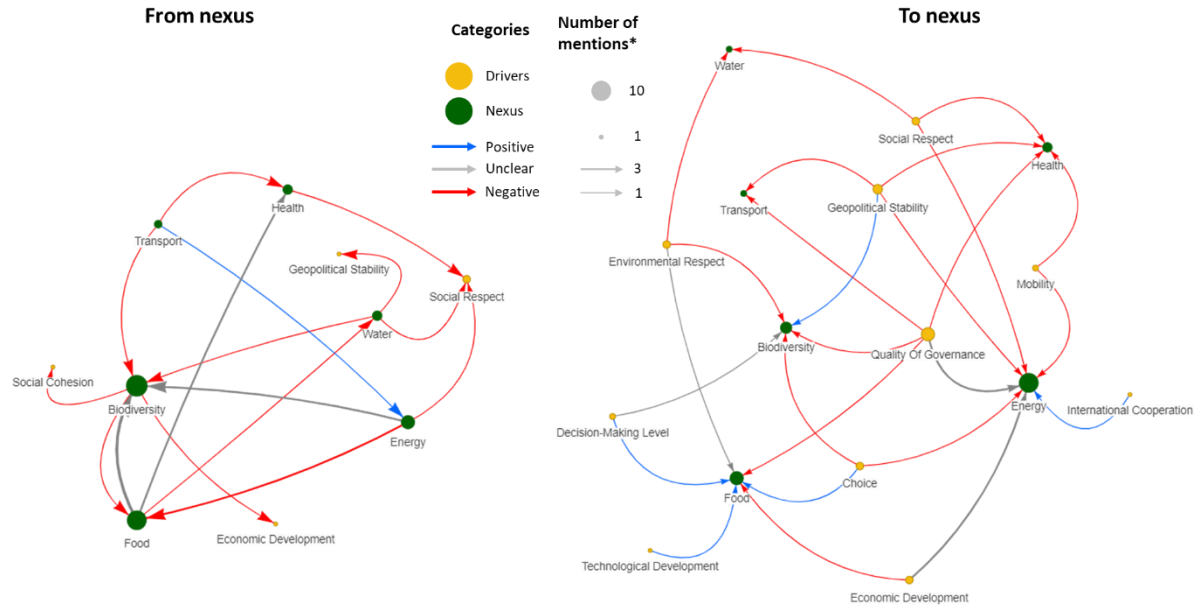 From nexus
Categories
Drivers
Nexus
Positive
Unclear
Negative
Number of
mentions*
10
1
3
1
To nexus
Health
Transport
Geopolitical Stability
Social Respect
Water
Social Cohesion
Biodiversity
Energy
Food
Economic Development
Water
Social Respect
Health
Transport
Geopolitical Stability
Environmental Respect
Mobility
Biodiversity
Quality Of Governance
Energy
International Cooperation
Decision-Making Level
Choice
Food
Technological Development
Economic Development